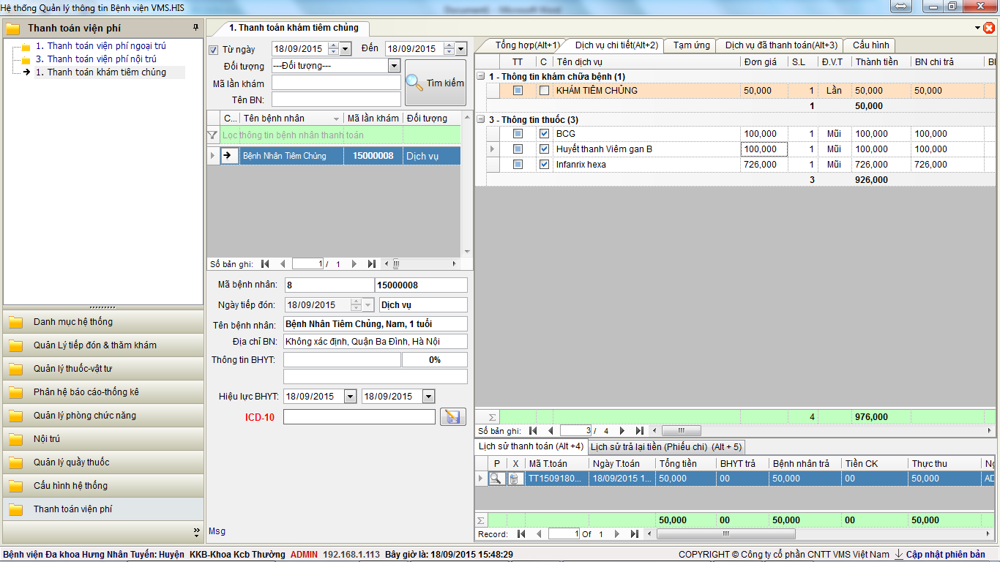 Hệ thống Quản lý thông tin Bệnh viện VMS.HIS
Thanh toán viện phí
1. Thanh toán viện phí ngoại trú
3. Thanh toán viện phí nội trú
1. Thanh toán khám tiêm chủng
Danh mục hệ thống
Quản Lý tiếp đón & thăm khám
Quản lý thuốc-vật tư
Phân hệ báo cáo-thống kê
Quản lý phòng chức năng
Nội trú
Quản lý quầy thuốc
Cấu hình hệ thống
Thanh toán viện phí
1. Thanh toán khám tiêm chủng
Từ ngày 18/09/2015 Đến 18/09/2015
Đối tượng ---Đối tượng---
Mã lần khám
Tên BN:
Tìm kiếm
C... Tên bệnh nhân Mã lần khám Đối tượng
Lọc thông tin bệnh nhân thanh toán
Bệnh Nhân Tiêm Chủng 15000008 Dịch vụ
Số bản ghi: 1 / 1
Mã bệnh nhân: 8 15000008
Ngày tiếp đón: 18/09/2015 Dịch vụ
Tên bệnh nhân: Bệnh Nhân Tiêm Chủng, Nam, 1 tuổi
Địa chỉ BN: Không xác định, Quận Ba Đình, Hà Nội
Thông tin BHYT: 0%
Hiệu lực BHYT: 18/09/2015 18/09/2015
ICD-10
Msg
Tổng hợp(Alt+1) Dịch vụ chi tiết(Alt+2) Tạm ứng Dịch vụ đã thanh toán(Alt+3) Cấu hình
TT C Tên dịch vụ Đơn giá S.L Đ.V.T Thành tiền BN chi trả
1 - Thông tin khám chữa bệnh (1)
KHÁM TIÊM CHỦNG 50,000 1 Lần 50,000 50,000
1 50,000
3 - Thông tin thuốc (3)
BCG 100,000 1 Mũi 100,000 100,000
Huyết thanh Viêm gan B 100,000 1 Mũi 100,000 100,000
Infanrix hexa 726,000 1 Mũi 726,000 726,000
3 926,000
Σ 4 976,000
Số bản ghi: 3 / 4
Lịch sử thanh toán (Alt +4) Lịch sử trả lại tiền (Phiếu chi) (Alt + 5)
P X Mã T.toán Ngày T.toán Tổng tiền BHYT trả Bệnh nhân trả Tiền CK Thực thu
TT1509180... 18/09/2015 1... 50,000 00 50,000 00 50,000 AD
Σ 50,000 00 50,000 00 50,000
Record: 1 Of 1
Bệnh viện Đa khoa Hưng Nhân Tuyến: Huyện KKB-Khoa Kcb Thường ADMIN 192.168.1.113 Bây giờ là: 18/09/2015 15:48:29 COPYRIGHT © Công ty cổ phần CNTT VMS Việt Nam Cập nhật phiên bản